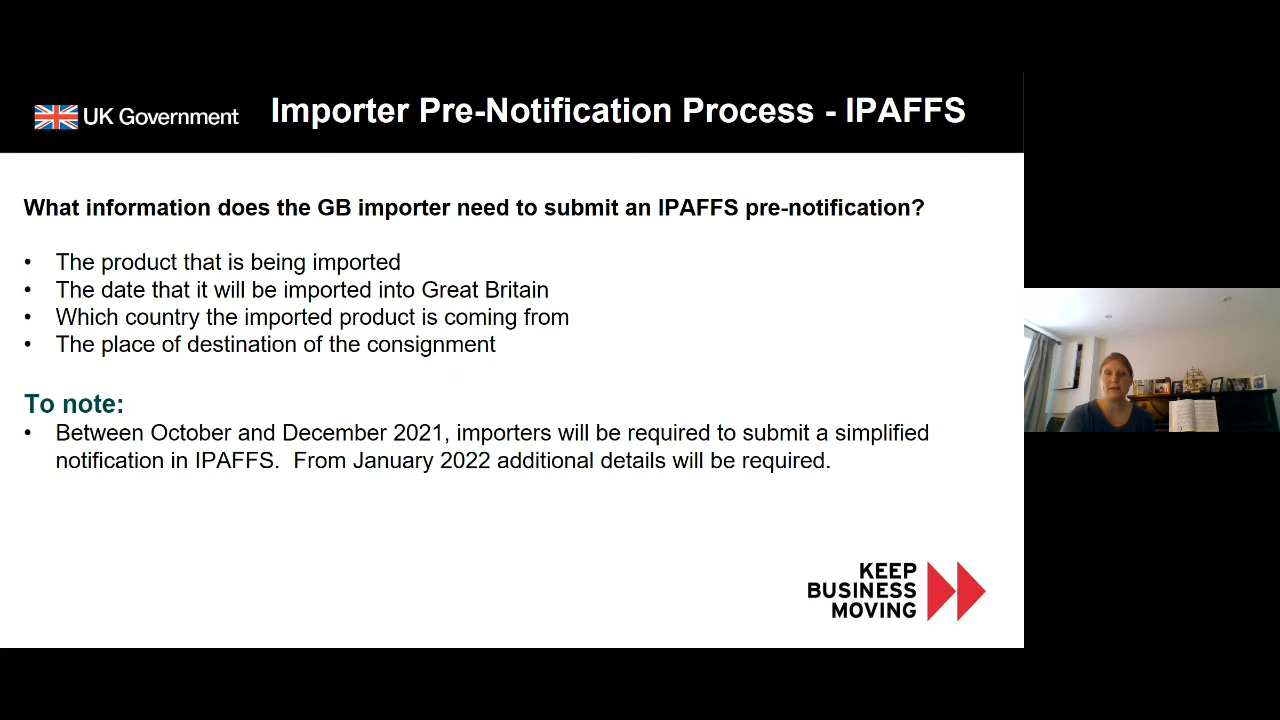 UK Government
Importer Pre-Notification Process - IPAFFS
What information does the GB importer need to submit an IPAFFS pre-notification?
• The product that is being imported
• The date that it will be imported into Great Britain
• Which country the imported product is coming from
• The place of destination of the consignment
To note:
• Between October and December 2021, importers will be required to submit a simplified
notification in IPAFFS.  From January 2022 additional details will be required.
KEEP
BUSINESS
MOVING